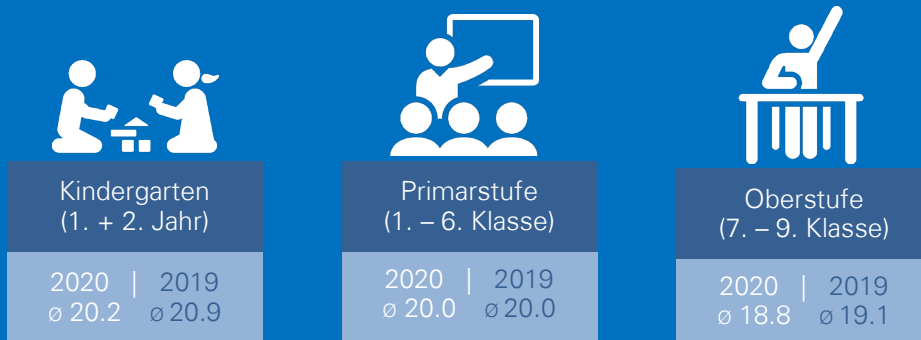 Kindergarten
(1. + 2. Jahr)
2020 | 2019
Ø 20.2 Ø 20.9
Primarstufe
(1. – 6. Klasse)
2020 | 2019
Ø 20.0 Ø 20.0
Oberstufe
(7. – 9. Klasse)
2020 | 2019
Ø 18.8 Ø 19.1